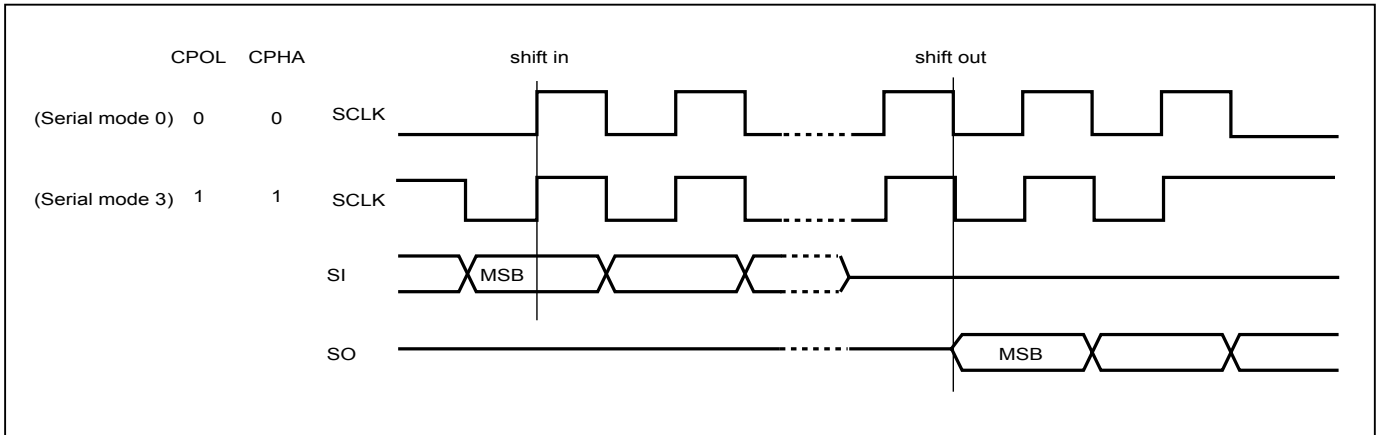 CPOL CPHA shift in shift out
(Serial mode 0) 0 0 SCLK
(Serial mode 3) 1 1 SCLK
SI MSB
SO MSB